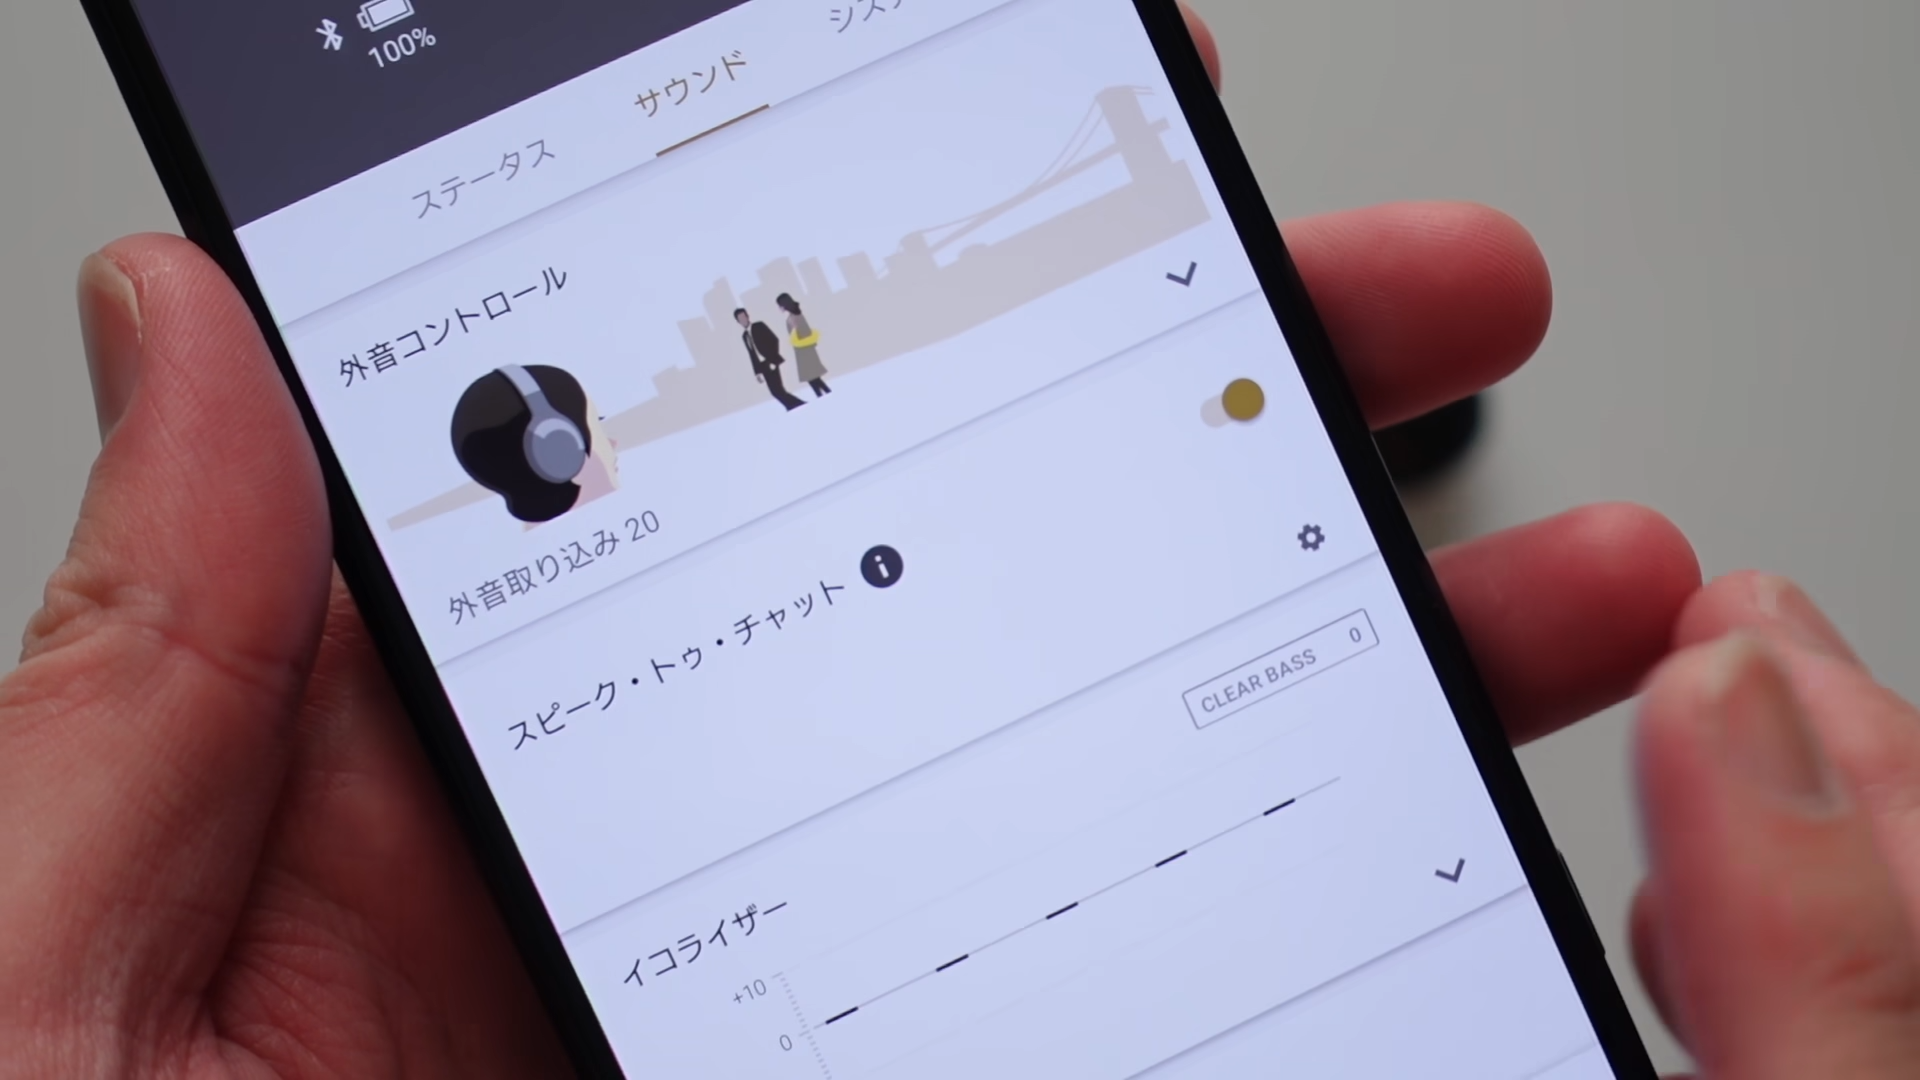 100%
ステータス
サウンド
外音コントロール
外音取り込み 20
スピーク・トゥ・チャット
i
イコライザー
CLEAR BASS 0
+10
0